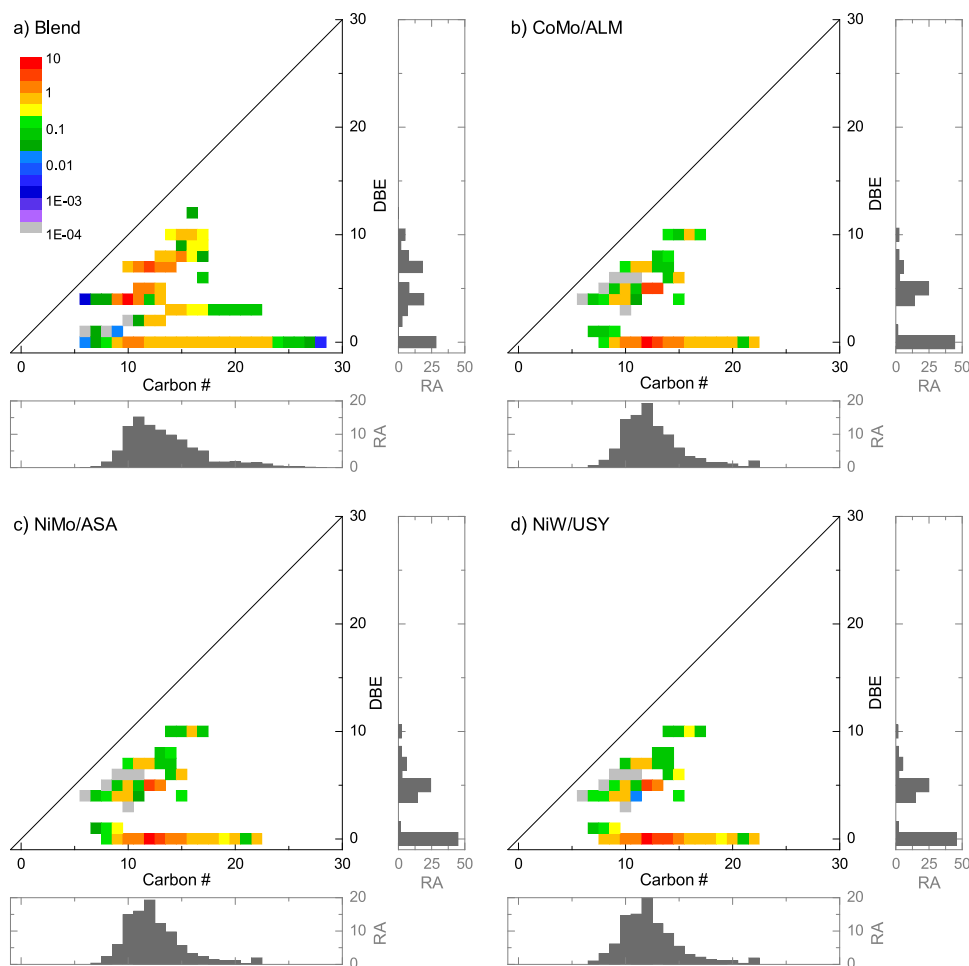 a) Blend
10
1
0.1
0.01
1E-03
1E-04
30
20
10
0
DBE
0 10 20 30
Carbon #
0 25 50
RA
20
10
0
RA
b) CoMo/ALM
30
20
10
0
DBE
0 10 20 30
Carbon #
0 25 50
RA
20
10
0
RA
c) NiMo/ASA
30
20
10
0
DBE
0 10 20 30
Carbon #
0 25 50
RA
20
10
0
RA
d) NiW/USY
30
20
10
0
DBE
0 10 20 30
Carbon #
0 25 50
RA
20
10
0
RA